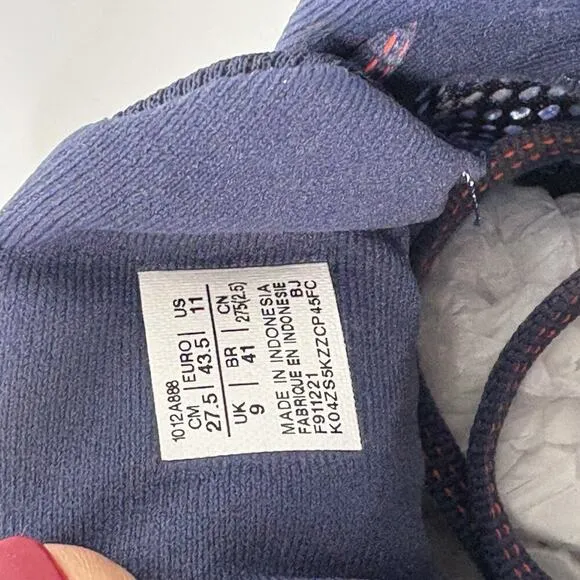 1012A888
CM | EURO | US
27.5 | 43.5 | 11
UK | BR | CN
9 | 41 | 275(2.5)
MADE IN INDONESIA
FABRIQUE EN INDONÉSIE
F911221 BJ
K04ZS5KZZCP45FC